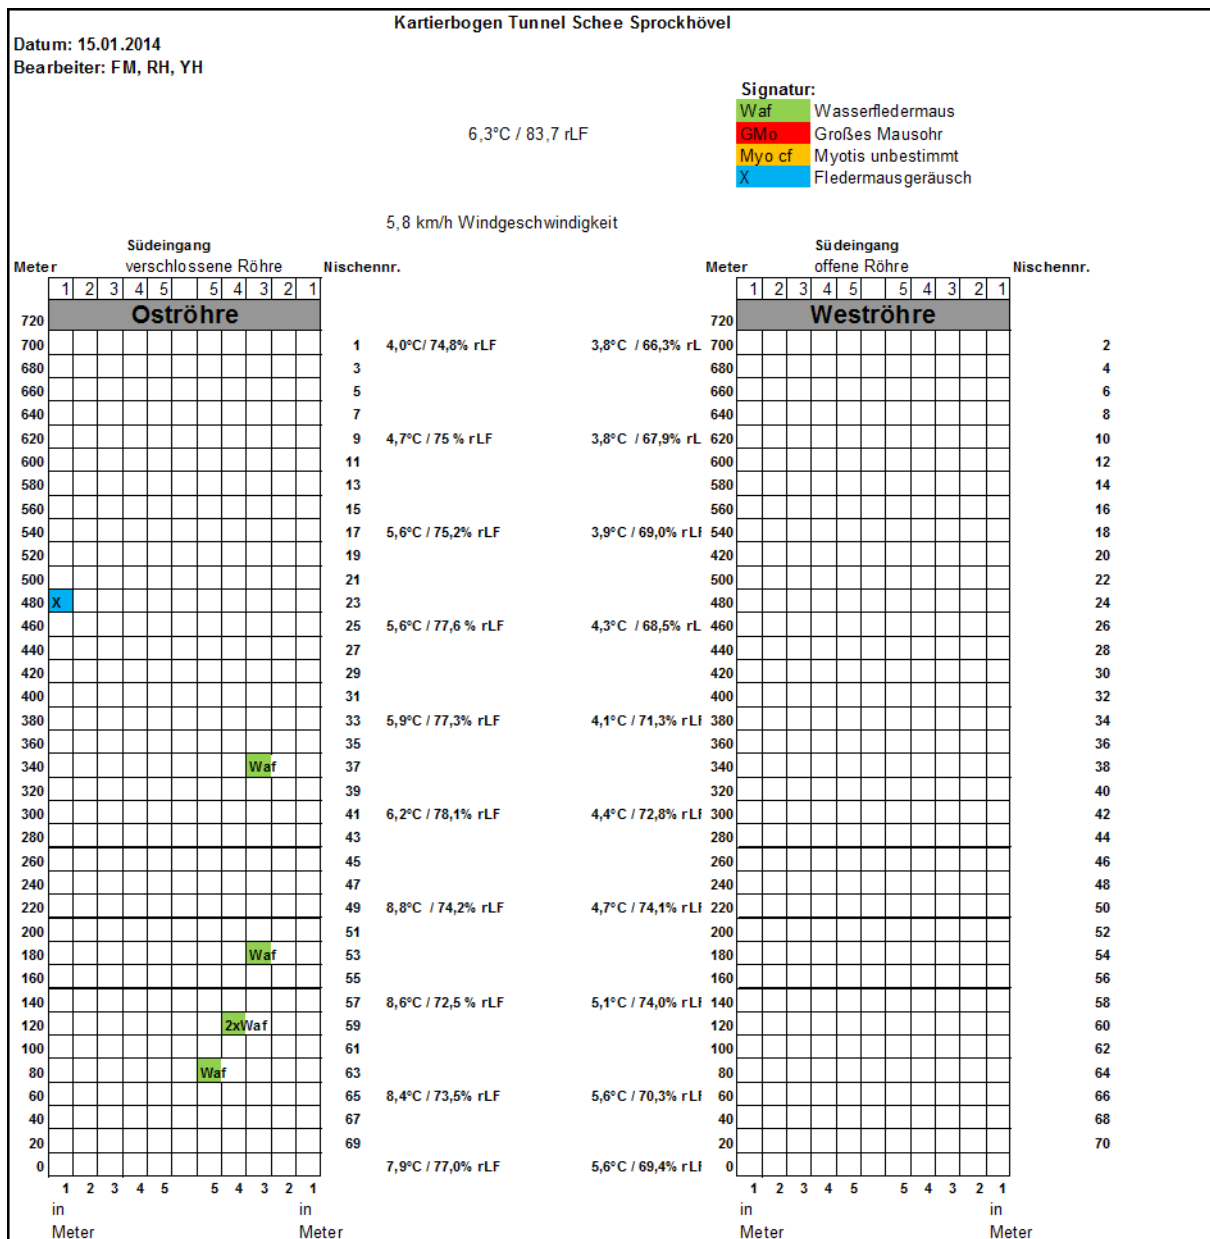 Kartierbogen Tunnel Schee Sprockhövel
Datum: 15.01.2014
Bearbeiter: FM, RH, YH
Signatur:
Waf Wasserfledermaus
6,3°C / 83,7 rLF
GMo Großes Mausohr
Myo cf Myotis unbestimmt
X Fledermausgeräusch
5,8 km/h Windgeschwindigkeit
Südeingang Südeingang
Meter verschlossene Röhre Nischennr. Meter offene Röhre Nischennr.
1 2 3 4 5 5 4 3 2 1 1 2 3 4 5 5 4 3 2 1
720 Oströhre 720 Weströhre
700 1 4,0°C/ 74,8% rLF 3,8°C / 66,3% rL 700 2
680 3 680 4
660 5 660 6
640 7 640 8
620 9 4,7°C / 75 % rLF 3,8°C / 67,9% rL 620 10
600 11 600 12
580 13 580 14
560 15 560 16
540 17 5,6°C / 75,2% rLF 3,9°C / 69,0% rLF 540 18
520 19 420 20
500 21 500 22
480 X 23 480 24
460 25 5,6°C / 77,6 % rLF 4,3°C / 68,5% rL 460 26
440 27 440 28
420 29 420 30
400 31 400 32
380 33 5,9°C / 77,3% rLF 4,1°C / 71,3% rLF 380 34
360 35 360 36
340 Waf 37 340 38
320 39 320 40
300 41 6,2°C / 78,1% rLF 4,4°C / 72,8% rLF 300 42
280 43 280 44
260 45 260 46
240 47 240 48
220 49 8,8°C / 74,2% rLF 4,7°C / 74,1% rLF 220 50
200 51 200 52
180 Waf 53 180 54
160 55 160 56
140 57 8,6°C / 72,5 % rLF 5,1°C / 74,0% rLF 140 58
120 2xWaf 59 120 60
100 61 100 62
80 Waf 63 80 64
60 65 8,4°C / 73,5% rLF 5,6°C / 70,3% rLF 60 66
40 67 40 68
20 69 20 70
0 7,9°C / 77,0% rLF 5,6°C / 69,4% rLF 0
1 2 3 4 5 5 4 3 2 1 1 2 3 4 5 5 4 3 2 1
in in in in
Meter Meter Meter Meter